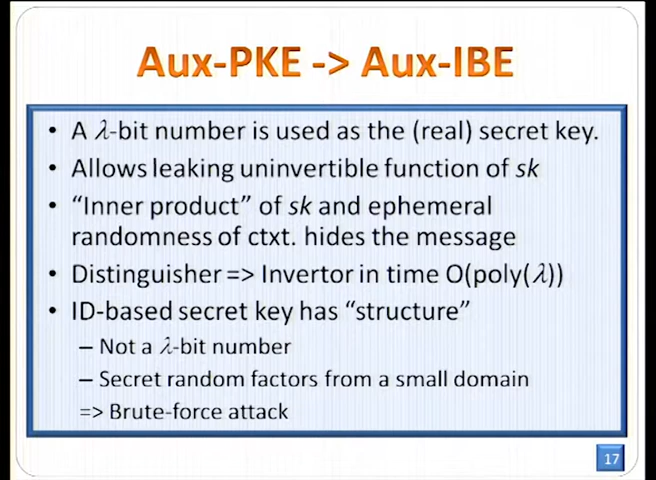 Aux-PKE -> Aux-IBE
• A λ-bit number is used as the (real) secret key.
• Allows leaking uninvertible function of sk
• “Inner product” of sk and ephemeral
randomness of ctxt. hides the message
• Distinguisher => Invertor in time O(poly(λ))
• ID-based secret key has “structure”
– Not a λ-bit number
– Secret random factors from a small domain
=> Brute-force attack
17